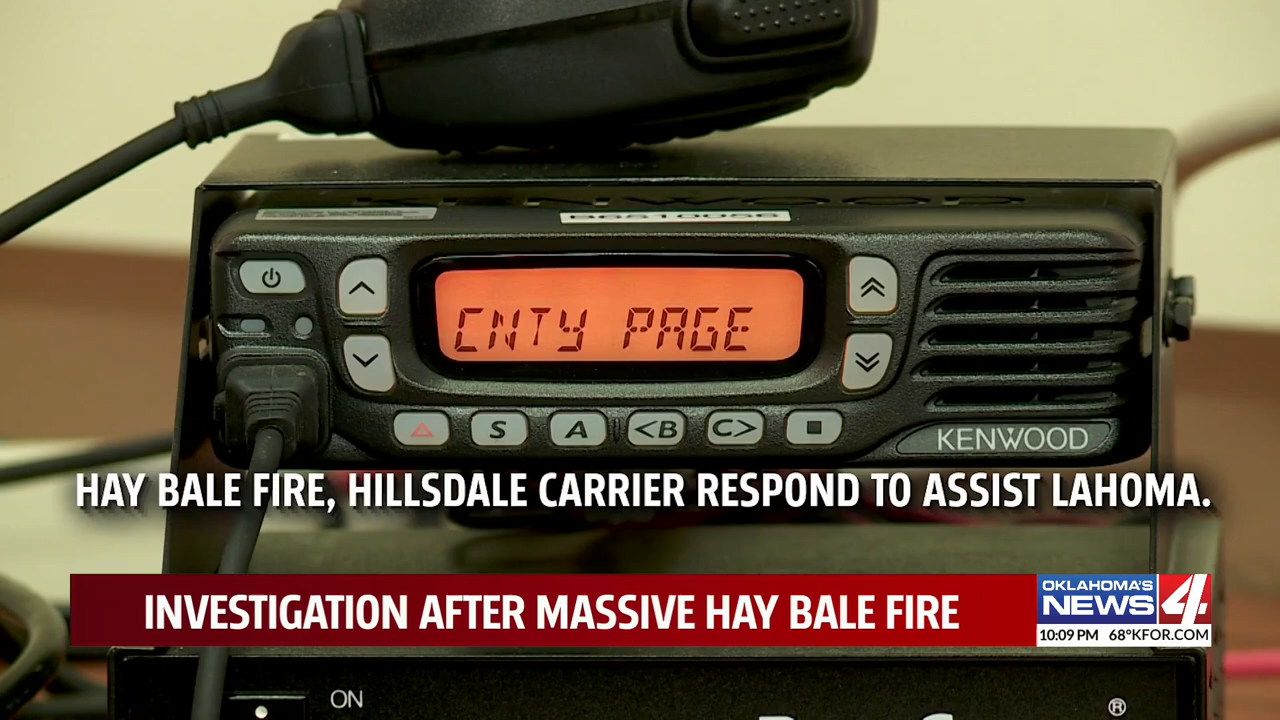 KENWOOD
CNTY PAGE
S A <B C>
KENWOOD
HAY BALE FIRE, HILLSDALE CARRIER RESPOND TO ASSIST LAHOMA.
INVESTIGATION AFTER MASSIVE HAY BALE FIRE
OKLAHOMA'S
NEWS 4
10:09 PM 68° KFOR.COM
ON
®